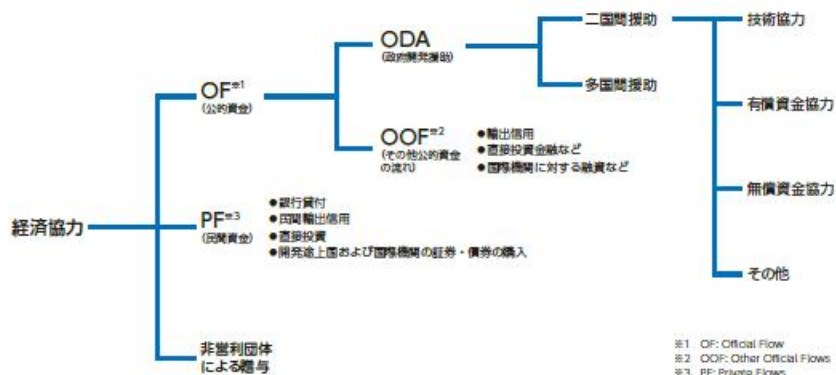 経済協力
OF※1
(公的資金)
PF※3
(民間資金)
●銀行貸付
●民間輸出信用
●直接投資
●開発途上国および国際機関の証券・債券の購入
非営利団体
による贈与
ODA
(政府開発援助)
OOF※2
(その他公的資金
の流れ)
●輸出信用
●直接投資金融など
●国際機関に対する融資など
二国間援助
多国間援助
技術協力
有償資金協力
無償資金協力
その他
※1 OF: Official Flow
※2 OOF: Other Official Flows
※3 PF: Private Flows